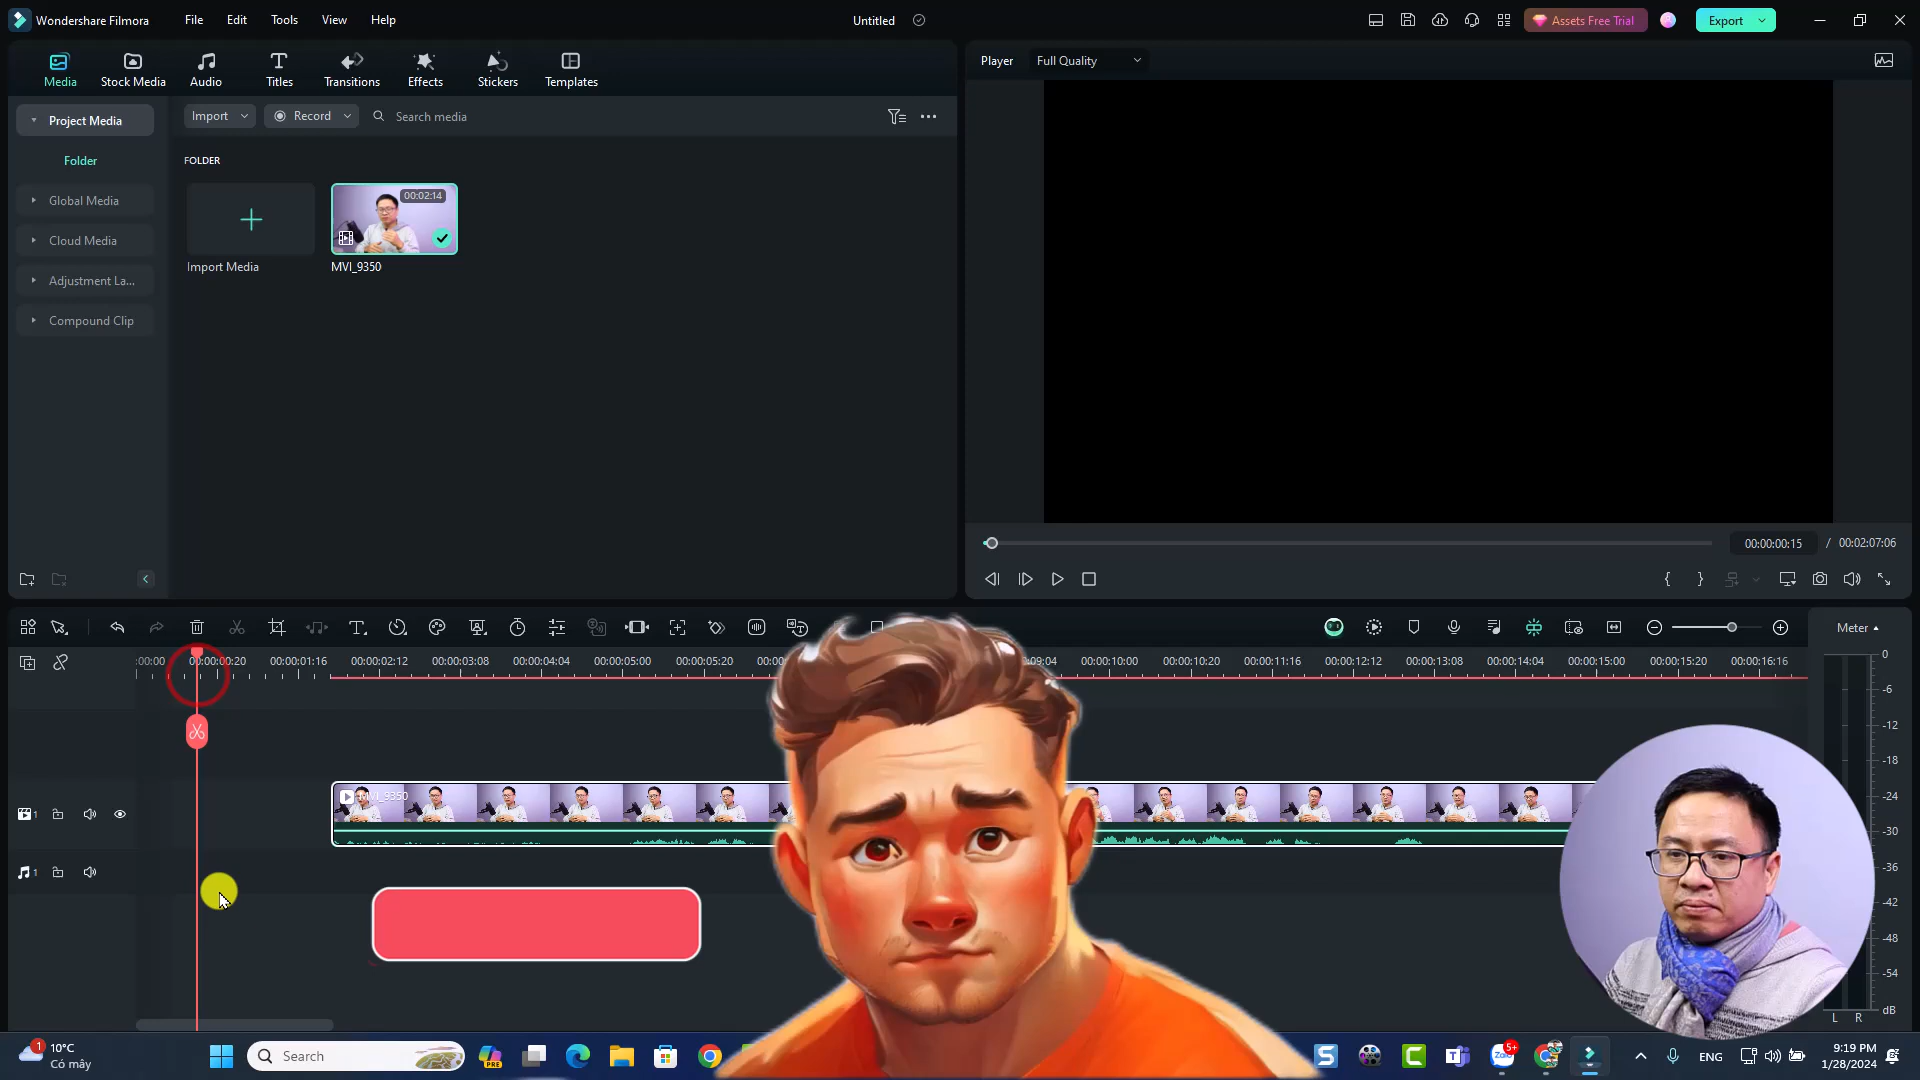 Wondershare Filmora File Edit Tools View Help Untitled Assets Free Trial Export
Media Stock Media Audio Titles Transitions Effects Stickers Templates
Player Full Quality
Project Media Import Record Search media
Folder
FOLDER
Global Media
00:02:14
Cloud Media
Import Media MVI_9350
Adjustment La...
Compound Clip
00:00:00:15 / 00:02:07:06
{ }
Meter
:00:00 00:00:00:20 00:00:01:16 00:00:02:12 00:00:03:08 00:00:04:04 00:00:05:00 00:00:05:20 00:00 :09:04 00:00:10:00 00:00:10:20 00:00:11:16 00:00:12:12 00:00:13:08 00:00:14:04 00:00:15:00 00:00:15:20 00:00:16:16
0
-6
-12
-18
MVI_9350
-24
1
-30
-36
1
-42
-48
-54
dB
L R
1
10°C
Có mây
Search
PRE
S
C
T
Zalo
5+
ENG
9:19 PM
1/28/2024